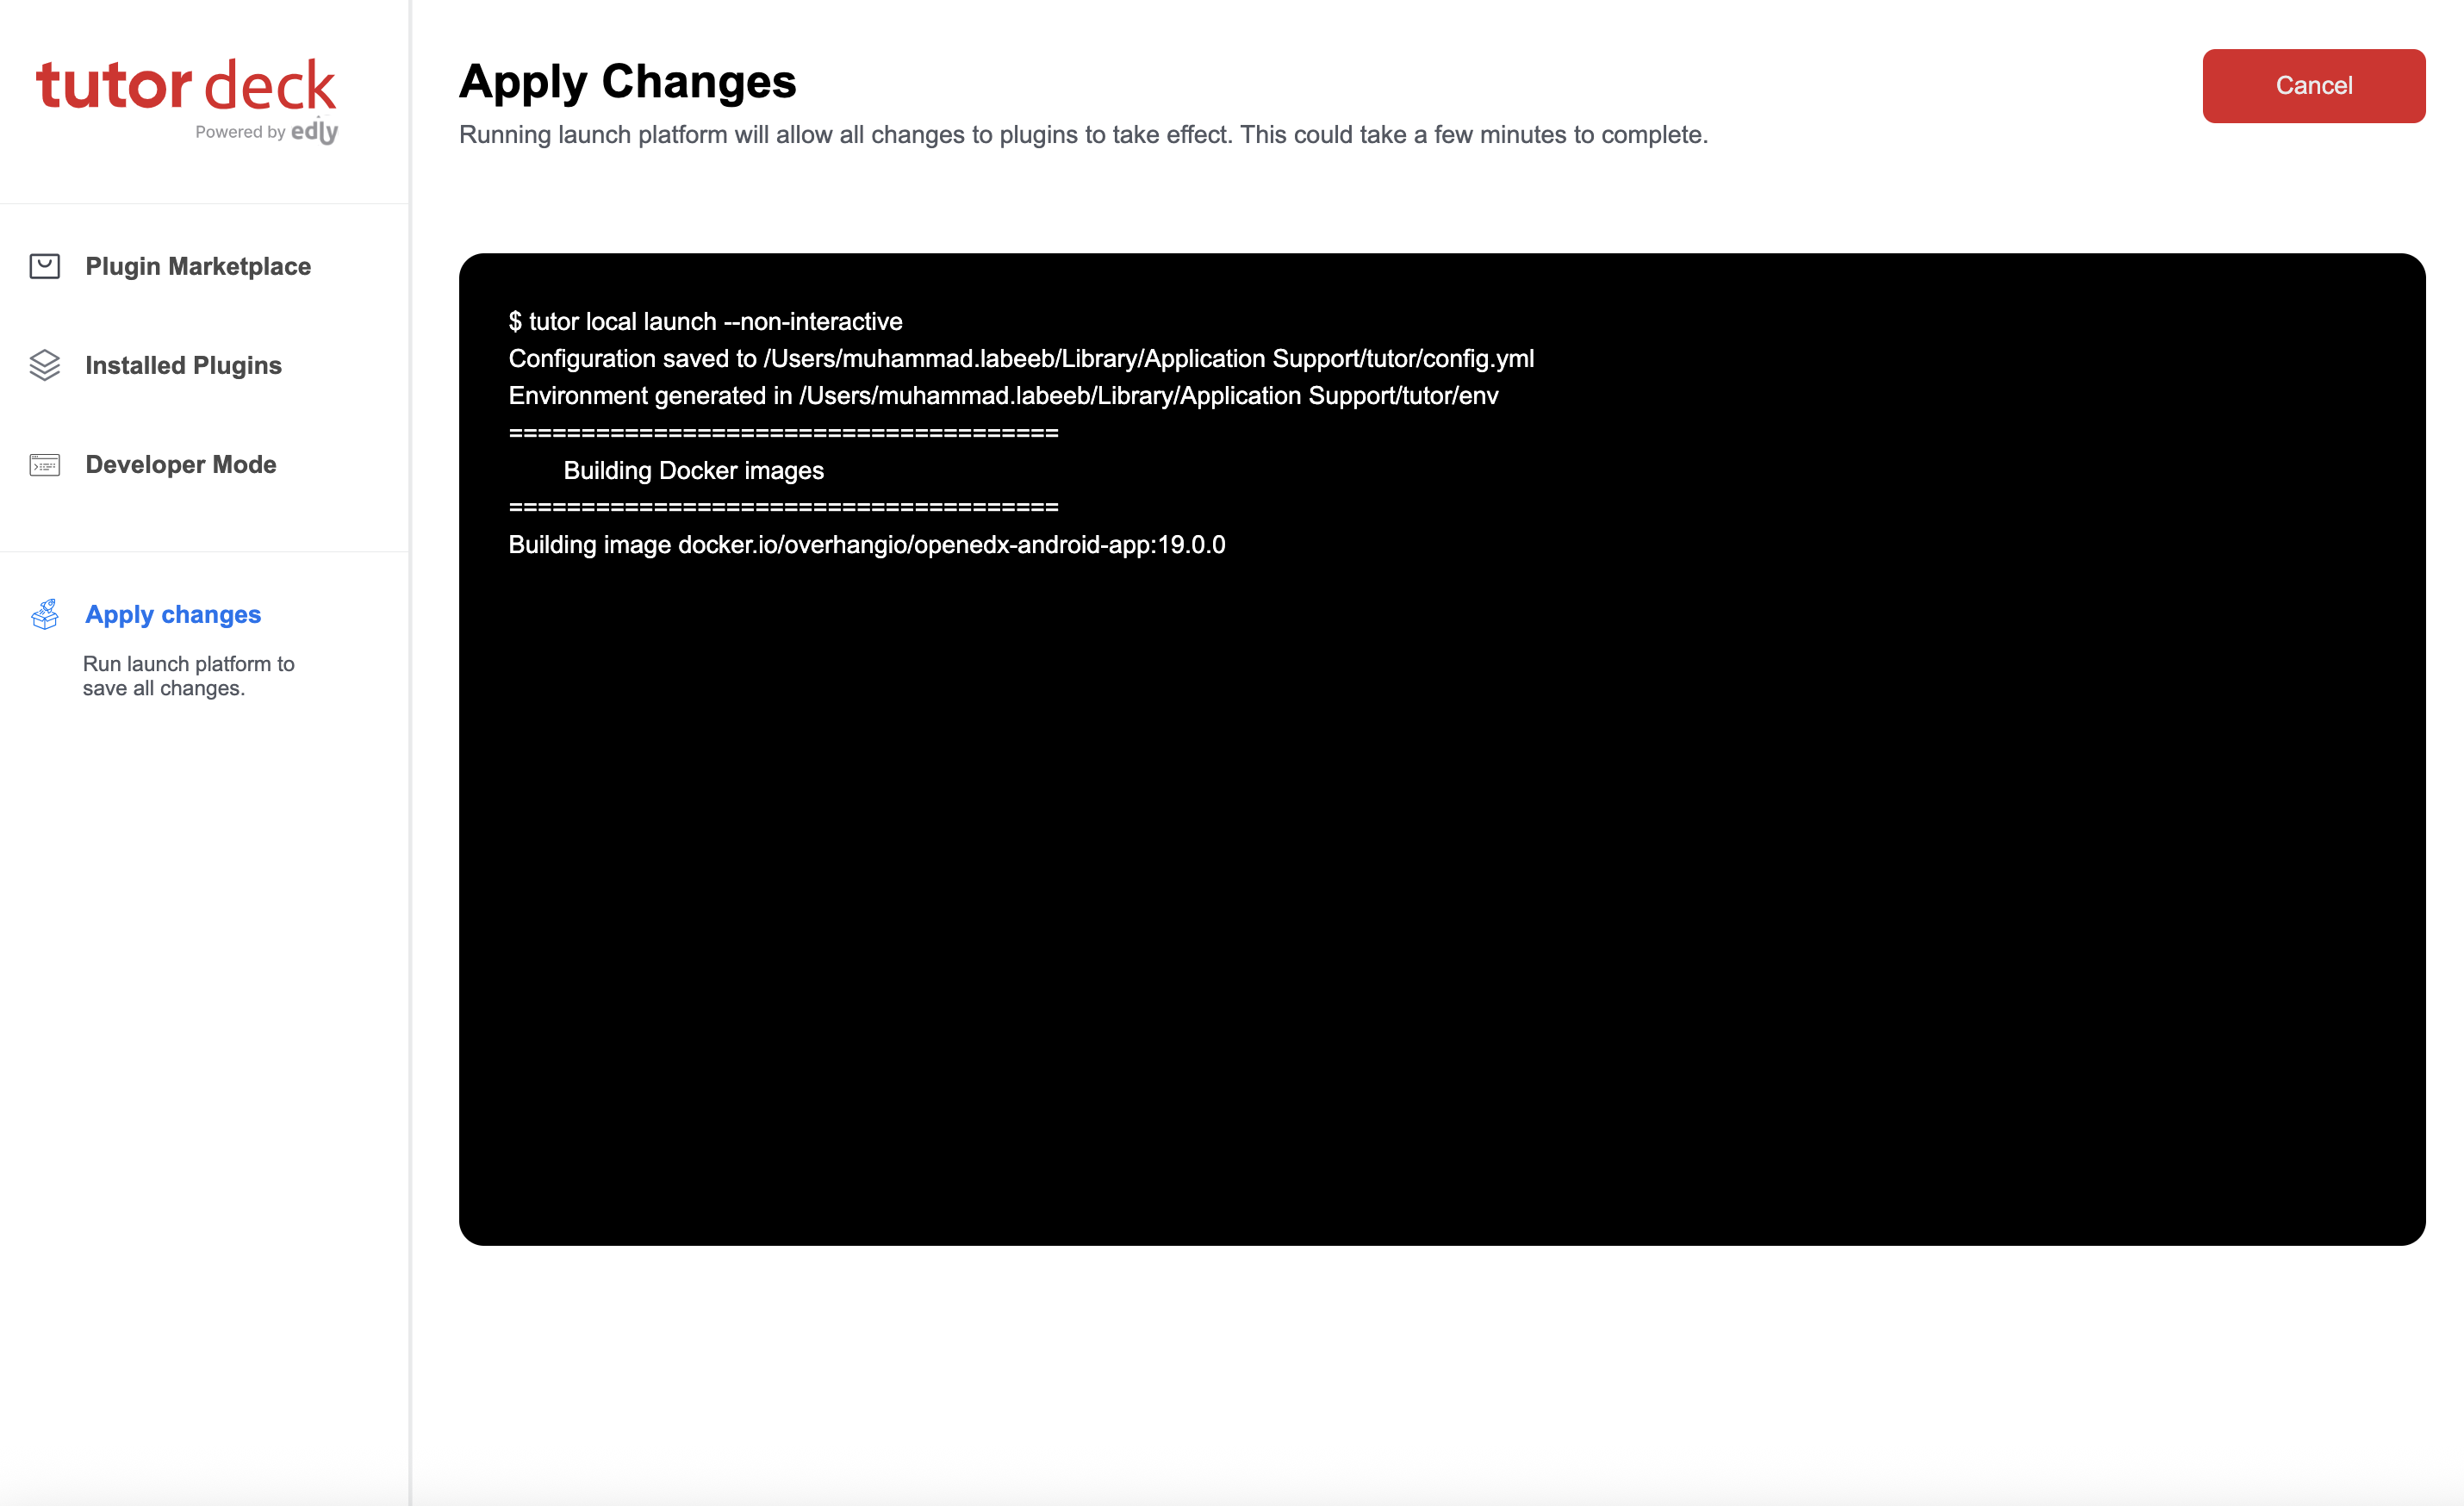 tutor deck
Powered by edly
Plugin Marketplace
Installed Plugins
Developer Mode
Apply changes
Run launch platform to
save all changes.
Apply Changes
Running launch platform will allow all changes to plugins to take effect. This could take a few minutes to complete.
Cancel
$ tutor local launch --non-interactive
Configuration saved to /Users/muhammad.labeeb/Library/Application Support/tutor/config.yml
Environment generated in /Users/muhammad.labeeb/Library/Application Support/tutor/env
======================================
Building Docker images
======================================
Building image docker.io/overhangio/openedx-android-app:19.0.0